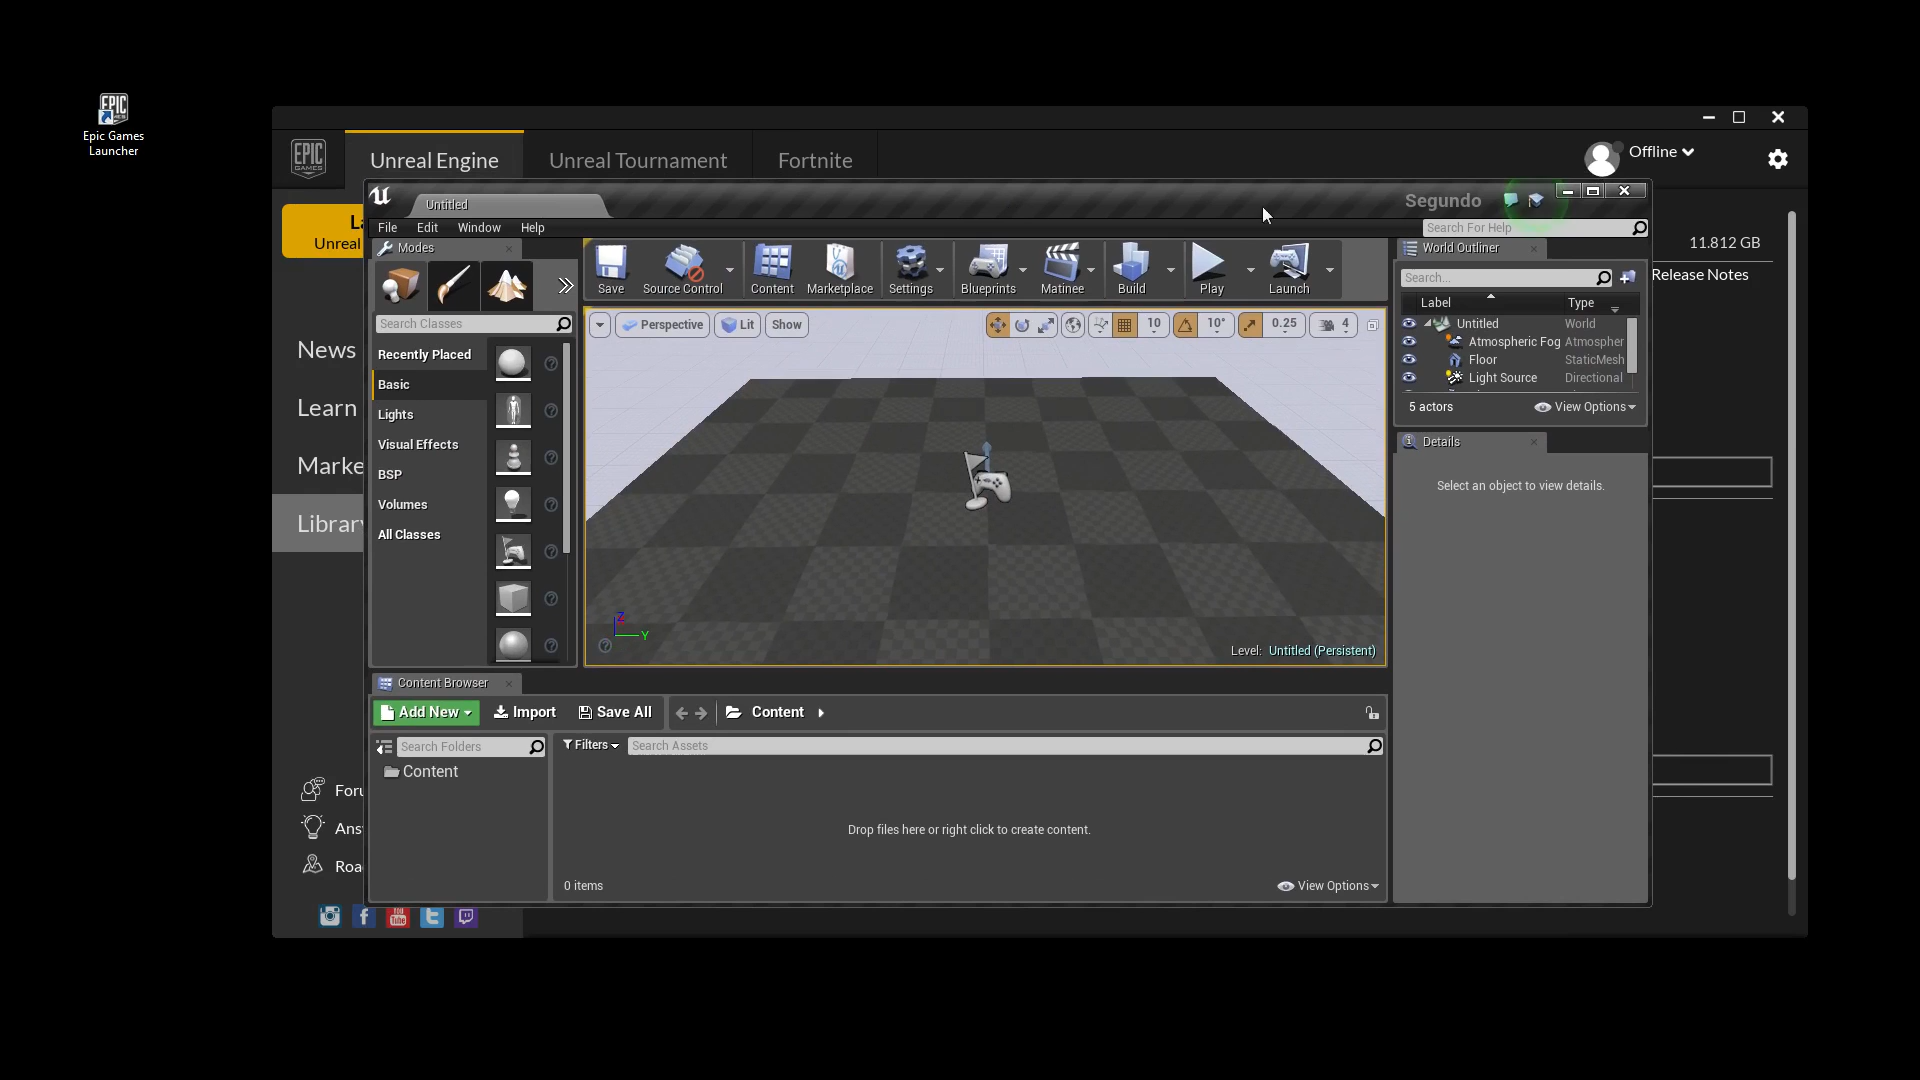 Epic Games
Launcher
EPIC
GAMES
Unreal Engine
Unreal Tournament
Fortnite
Offline
Unreal
11.812 GB
Release Notes
News
Learn
Library
Untitled
Segundo
File
Edit
Window
Help
Search For Help
Modes
Search Classes
Recently Placed
Basic
Lights
Visual Effects
BSP
Volumes
All Classes
Save
Source Control
Content
Marketplace
Settings
Blueprints
Matinee
Build
Play
Launch
Perspective
Lit
Show
10
10°
0.25
4
Z
Y
Level: Untitled (Persistent)
World Outliner
Search...
Label
Type
Untitled World
Atmospheric Fog Atmospher
Floor StaticMesh
Light Source Directional
5 actors
View Options
Details
Select an object to view details.
Content Browser
Add New
Import
Save All
Content
Search Folders
Content
Filters
Search Assets
Drop files here or right click to create content.
0 items
View Options